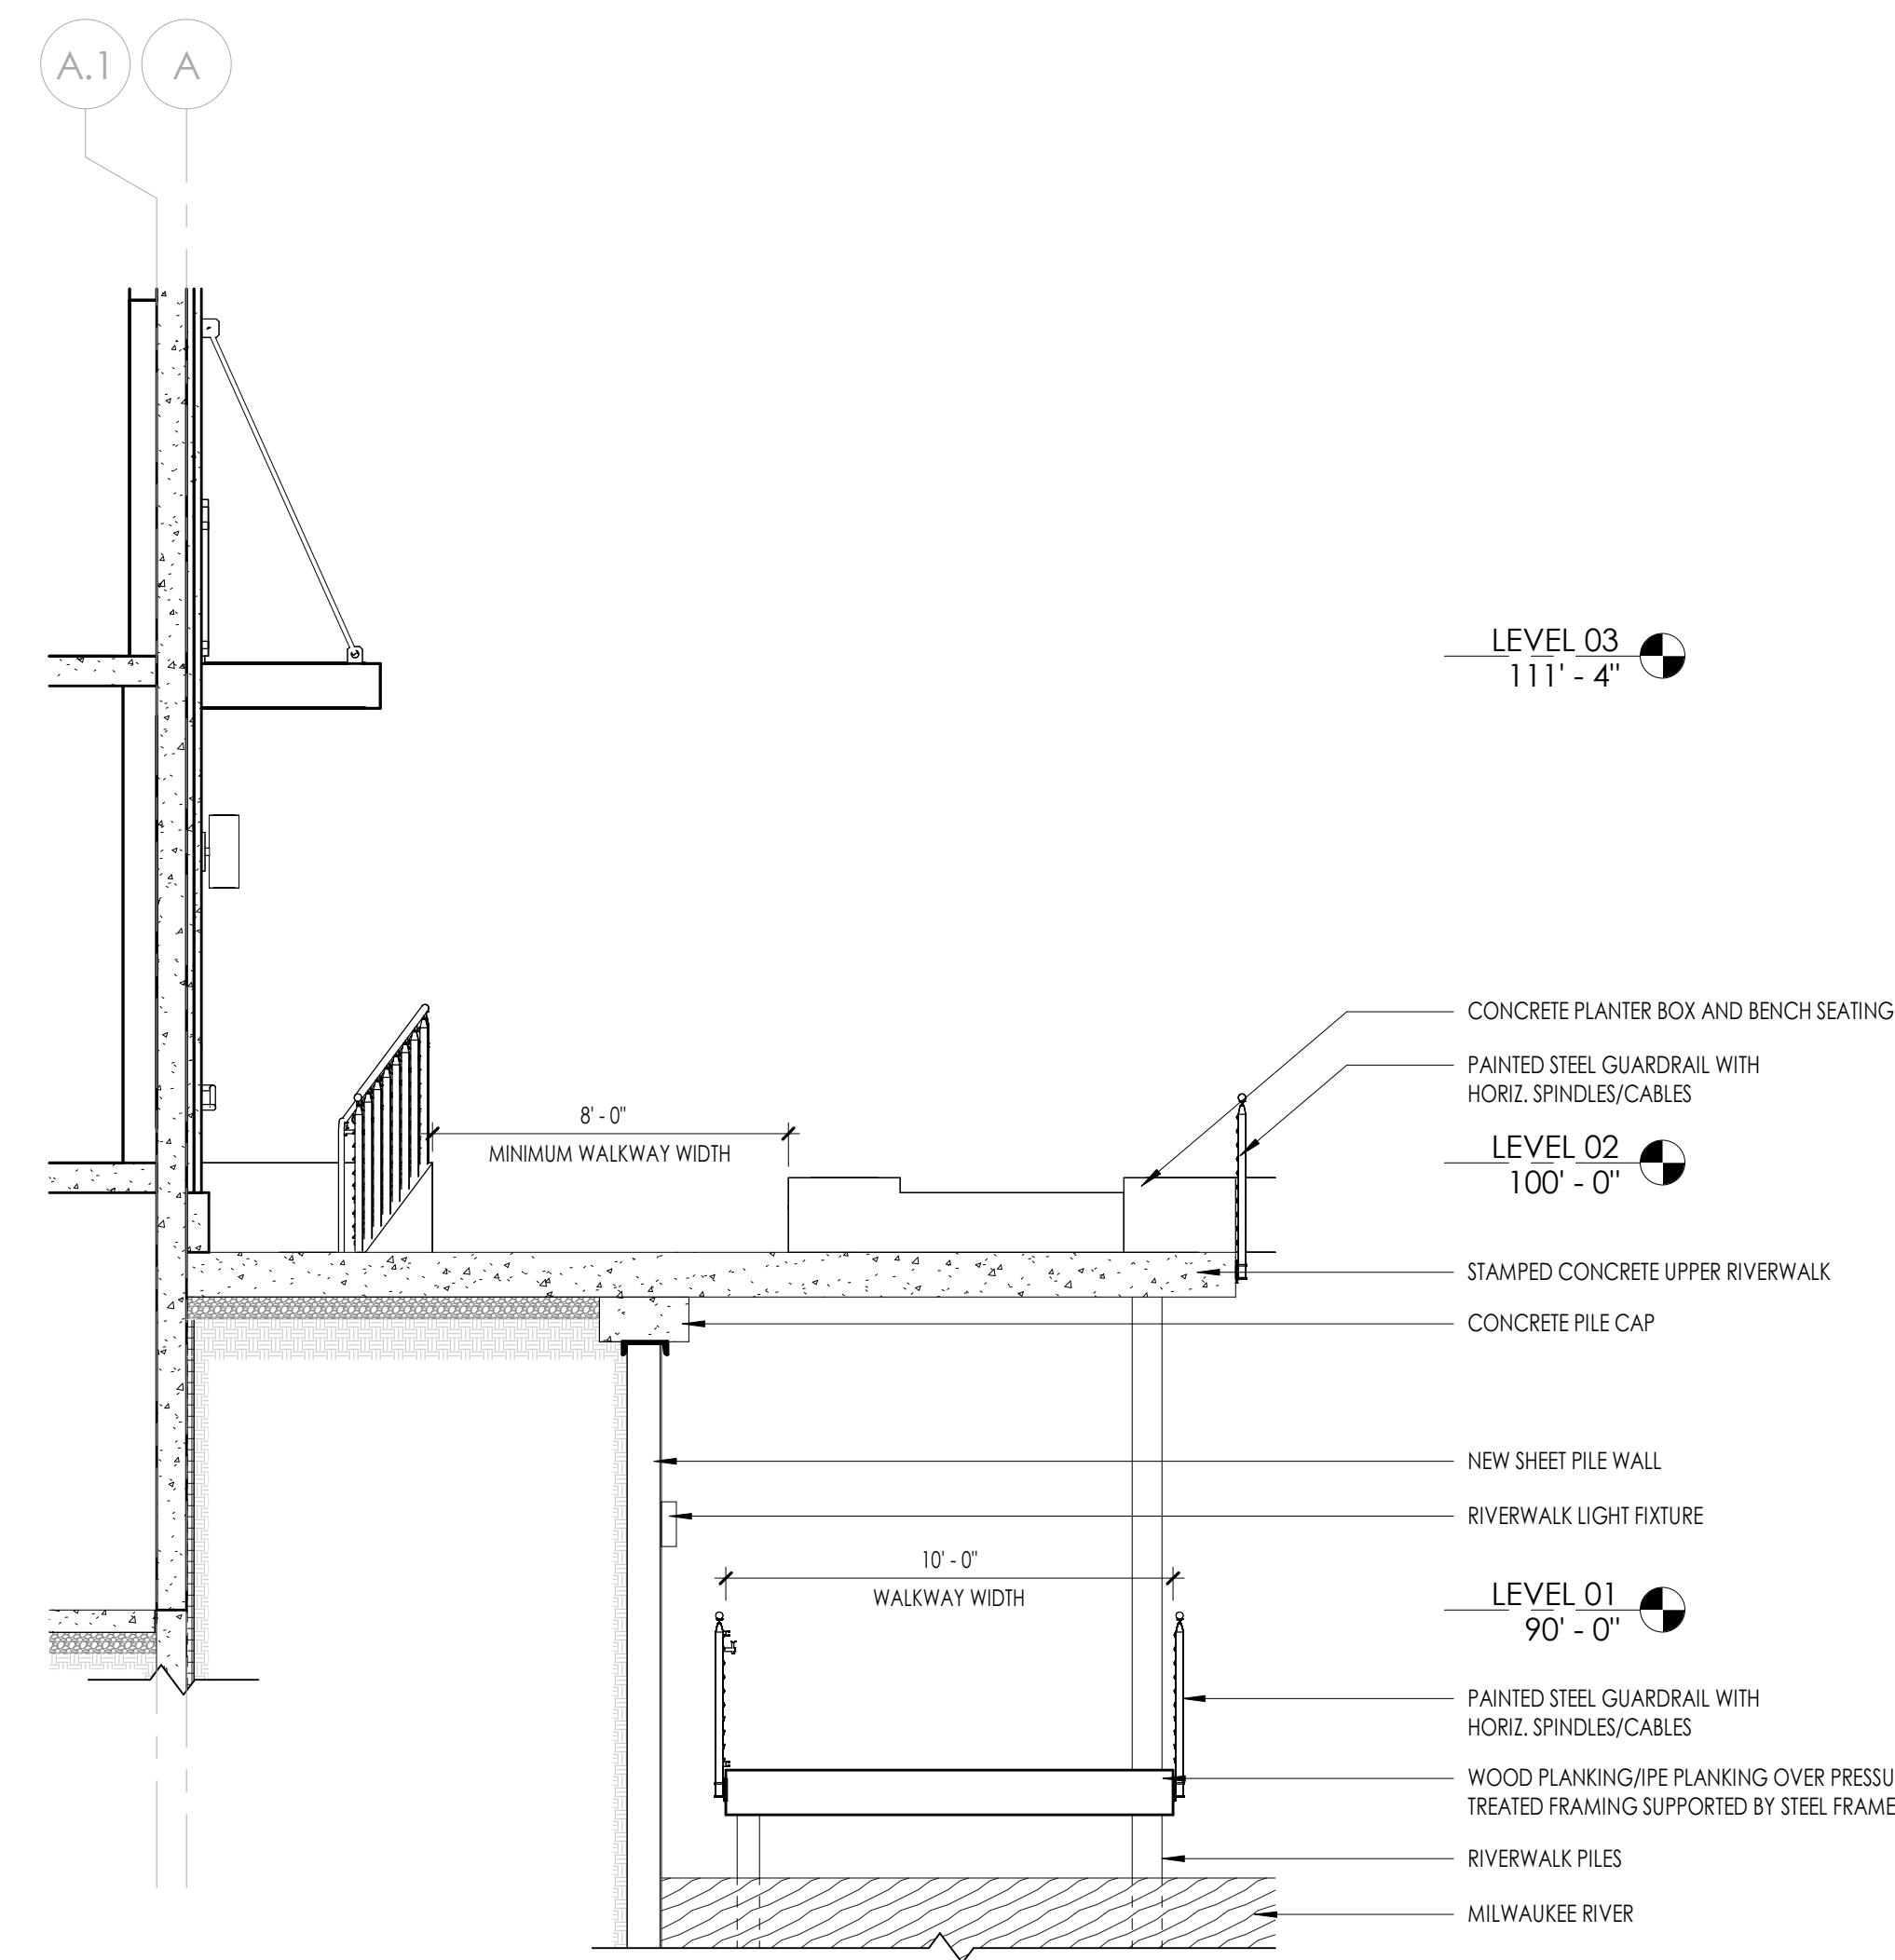 A.1
A
LEVEL 03
111' - 4"
CONCRETE PLANTER BOX AND BENCH SEATING
PAINTED STEEL GUARDRAIL WITH
HORIZ. SPINDLES/CABLES
8' - 0"
MINIMUM WALKWAY WIDTH
LEVEL 02
100' - 0"
STAMPED CONCRETE UPPER RIVERWALK
CONCRETE PILE CAP
NEW SHEET PILE WALL
RIVERWALK LIGHT FIXTURE
10' - 0"
WALKWAY WIDTH
LEVEL 01
90' - 0"
PAINTED STEEL GUARDRAIL WITH
HORIZ. SPINDLES/CABLES
WOOD PLANKING/IPE PLANKING OVER PRESSU
TREATED FRAMING SUPPORTED BY STEEL FRAME
RIVERWALK PILES
MILWAUKEE RIVER